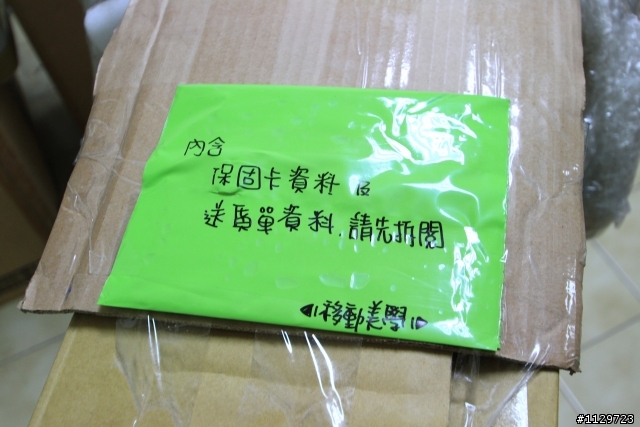 內含
保固卡資料及
送貨單資料.請先拆閱
移動美學
#1129723